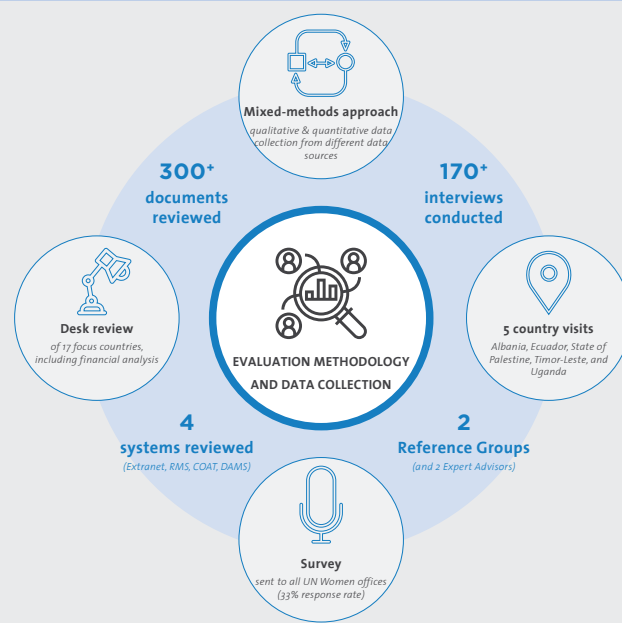 Mixed-methods approach
qualitative & quantitative data
collection from different data
sources
300+
documents
reviewed
170+
interviews
conducted
Desk review
of 17 focus countries,
including financial analysis
EVALUATION METHODOLOGY
AND DATA COLLECTION
5 country visits
Albania, Ecuador, State of
Palestine, Timor-Leste, and
Uganda
4
systems reviewed
(Extranet, RMS, COAT, DAMS)
2
Reference Groups
(and 2 Expert Advisors)
Survey
sent to all UN Women offices
(33% response rate)